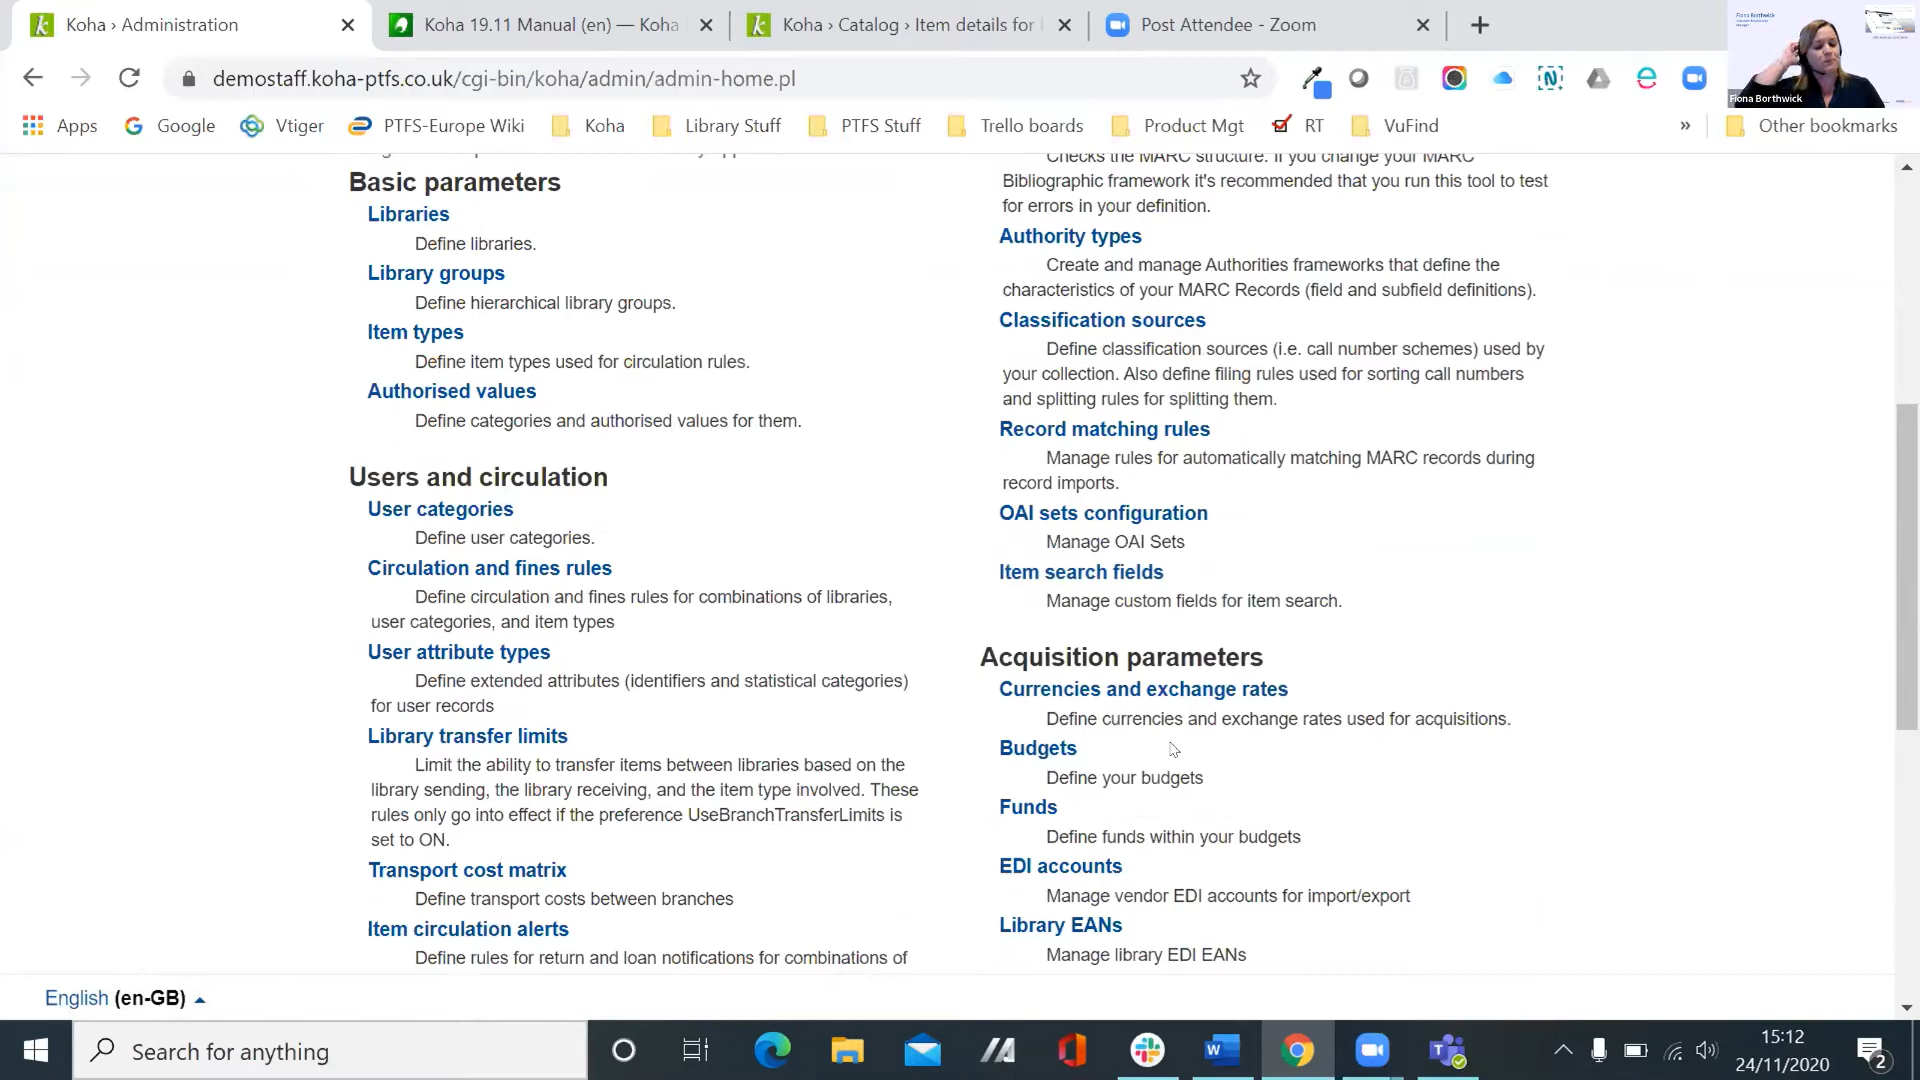 Koha › Administration
Koha 19.11 Manual (en) — Koha
Koha › Catalog › Item details for
Post Attendee - Zoom
demostaff.koha-ptfs.co.uk/cgi-bin/koha/admin/admin-home.pl
Fiona Borthwick
Apps
Google
Vtiger
PTFS-Europe Wiki
Koha
Library Stuff
PTFS Stuff
Trello boards
Product Mgt
RT
VuFind
»
Other bookmarks
Basic parameters
Libraries
Define libraries.
Library groups
Define hierarchical library groups.
Item types
Define item types used for circulation rules.
Authorised values
Define categories and authorised values for them.
Users and circulation
User categories
Define user categories.
Circulation and fines rules
Define circulation and fines rules for combinations of libraries,
user categories, and item types
User attribute types
Define extended attributes (identifiers and statistical categories)
for user records
Library transfer limits
Limit the ability to transfer items between libraries based on the
library sending, the library receiving, and the item type involved. These
rules only go into effect if the preference UseBranchTransferLimits is
set to ON.
Transport cost matrix
Define transport costs between branches
Item circulation alerts
Define rules for return and loan notifications for combinations of
Checks the MARC structure. If you change your MARC
Bibliographic framework it's recommended that you run this tool to test
for errors in your definition.
Authority types
Create and manage Authorities frameworks that define the
characteristics of your MARC Records (field and subfield definitions).
Classification sources
Define classification sources (i.e. call number schemes) used by
your collection. Also define filing rules used for sorting call numbers
and splitting rules for splitting them.
Record matching rules
Manage rules for automatically matching MARC records during
record imports.
OAI sets configuration
Manage OAI Sets
Item search fields
Manage custom fields for item search.
Acquisition parameters
Currencies and exchange rates
Define currencies and exchange rates used for acquisitions.
Budgets
Define your budgets
Funds
Define funds within your budgets
EDI accounts
Manage vendor EDI accounts for import/export
Library EANs
Manage library EDI EANs
English (en-GB)
Search for anything
15:12
24/11/2020
2